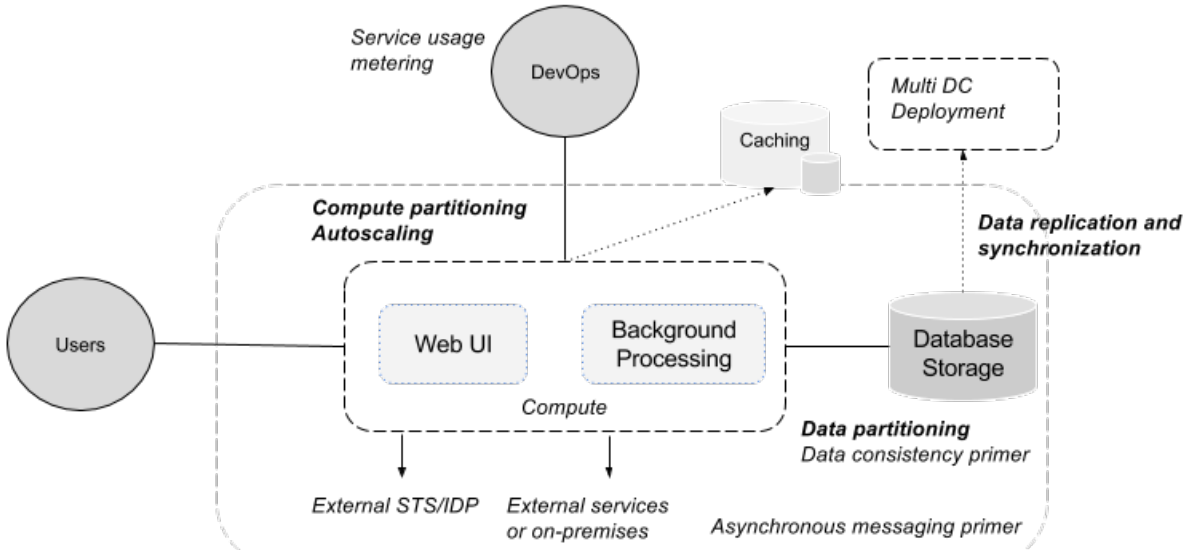 Service usage
metering
DevOps
Multi DC
Deployment
Caching
Compute partitioning
Autoscaling
Data replication and
synchronization
Users
Web UI
Background
Processing
Database
Storage
Compute
Data partitioning
Data consistency primer
External STS/IDP
External services
or on-premises
Asynchronous messaging primer